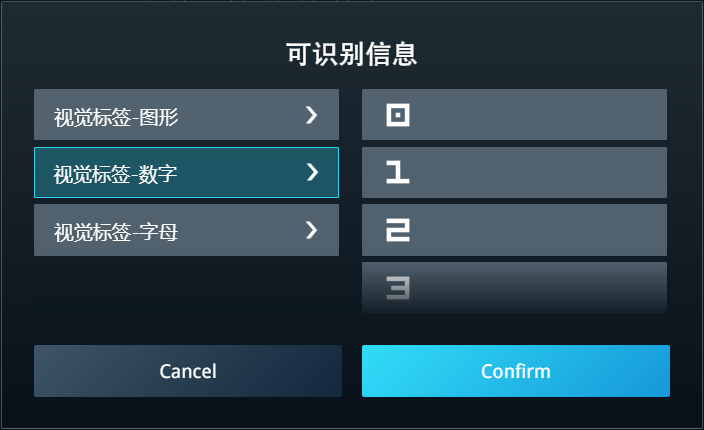 可识别信息
视觉标签-图形
视觉标签-数字
视觉标签-字母
0
1
2
3
Cancel
Confirm